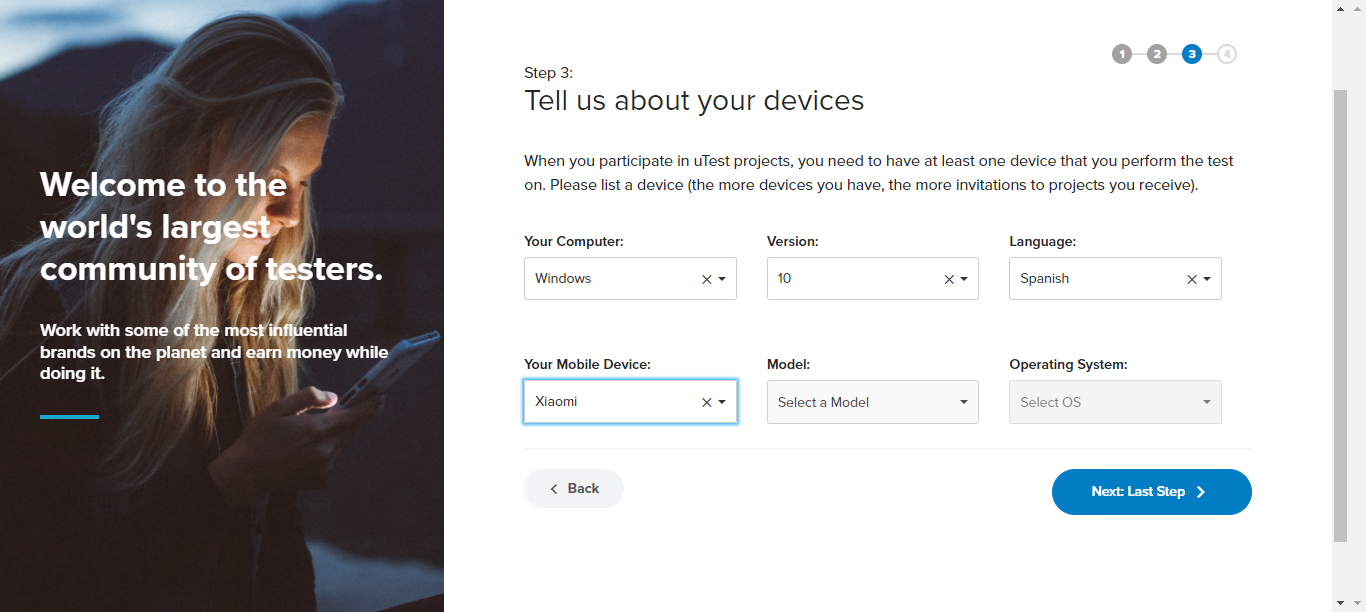 Welcome to the
world's largest
community of testers.
Work with some of the most influential
brands on the planet and earn money while
doing it.
1 2 3 4
Step 3:
Tell us about your devices
When you participate in uTest projects, you need to have at least one device that you perform the test
on. Please list a device (the more devices you have, the more invitations to projects you receive).
Your Computer: Version: Language:
Windows 10 Spanish
Your Mobile Device: Model: Operating System:
Xiaomi Select a Model Select OS
Back Next: Last Step